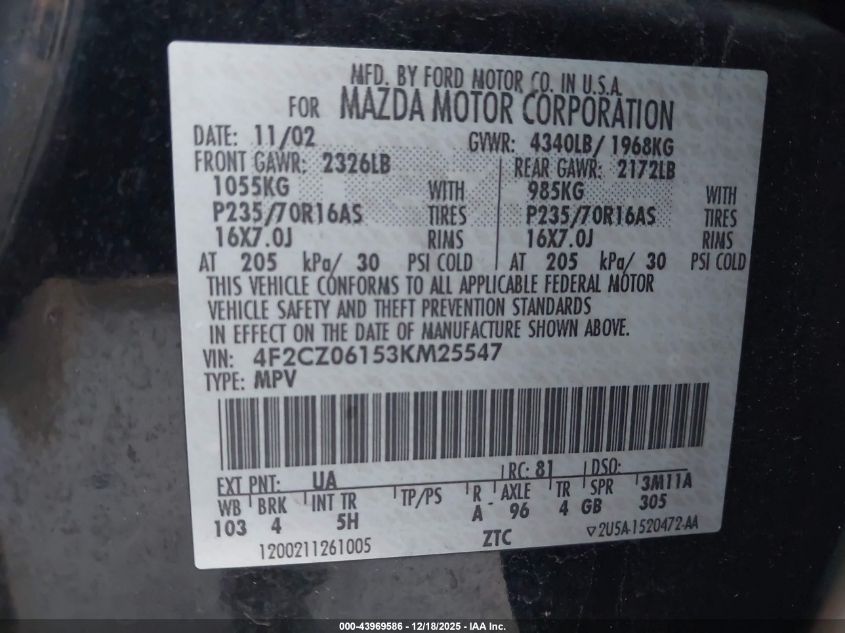 MFD. BY FORD MOTOR CO. IN U.S.A.
FOR MAZDA MOTOR CORPORATION
DATE: 11/02 GVWR: 4340LB/ 1968KG
FRONT GAWR: 2326LB REAR GAWR: 2172LB
1055KG WITH 985KG WITH
P235/70R16AS TIRES P235/70R16AS TIRES
16X7.0J RIMS 16X7.0J RIMS
AT 205 kPa/ 30 PSI COLD AT 205 kPa/ 30 PSI COLD
THIS VEHICLE CONFORMS TO ALL APPLICABLE FEDERAL MOTOR
VEHICLE SAFETY AND THEFT PREVENTION STANDARDS
IN EFFECT ON THE DATE OF MANUFACTURE SHOWN ABOVE.
VIN: 4F2CZ06153KM25547
TYPE: MPV
EXT PNT: UA RC: 81 DSO:
WB BRK INT TR TP/PS R AXLE TR SPR 3M11A
103 4 5H A- 96 4 GB 305
1200211261005 ZTC ▽2U5A-1520472-AA
000-43969586 - 12/18/2025 - IAA Inc.